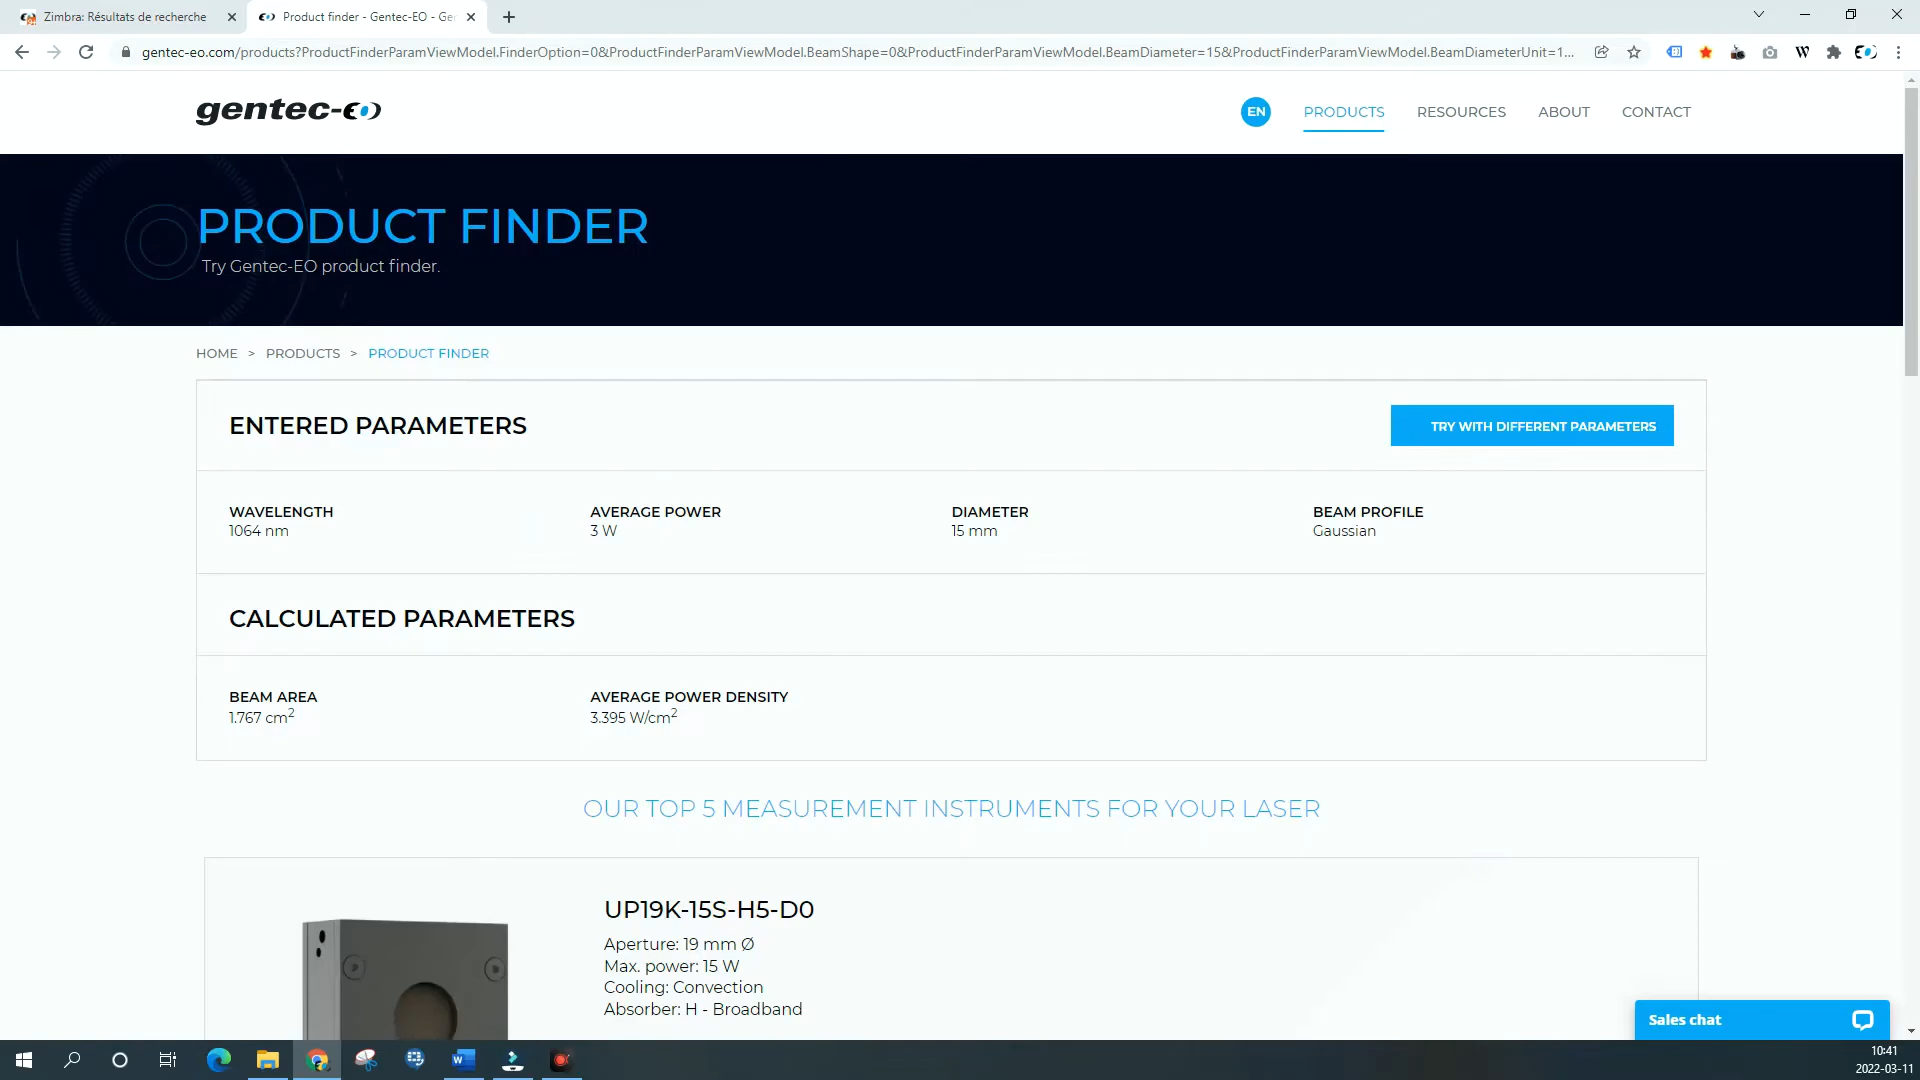 Zimbra: Résultats de recherche
Product finder - Gentec-EO - Ge
gentec-eo.com/products?ProductFinderParamViewModel.FinderOption=0&ProductFinderParamViewModel.BeamShape=0&ProductFinderParamViewModel.BeamDiameter=15&ProductFinderParamViewModel.BeamDiameterUnit=1...
gentec-eo
EN
PRODUCTS
RESOURCES
ABOUT
CONTACT
PRODUCT FINDER
Try Gentec-EO product finder.
HOME > PRODUCTS > PRODUCT FINDER
ENTERED PARAMETERS
TRY WITH DIFFERENT PARAMETERS
WAVELENGTH
1064 nm
AVERAGE POWER
3 W
DIAMETER
15 mm
BEAM PROFILE
Gaussian
CALCULATED PARAMETERS
BEAM AREA
1.767 cm²
AVERAGE POWER DENSITY
3.395 W/cm²
OUR TOP 5 MEASUREMENT INSTRUMENTS FOR YOUR LASER
UP19K-15S-H5-D0
Aperture: 19 mm Ø
Max. power: 15 W
Cooling: Convection
Absorber: H - Broadband
Sales chat
10:41
2022-03-11